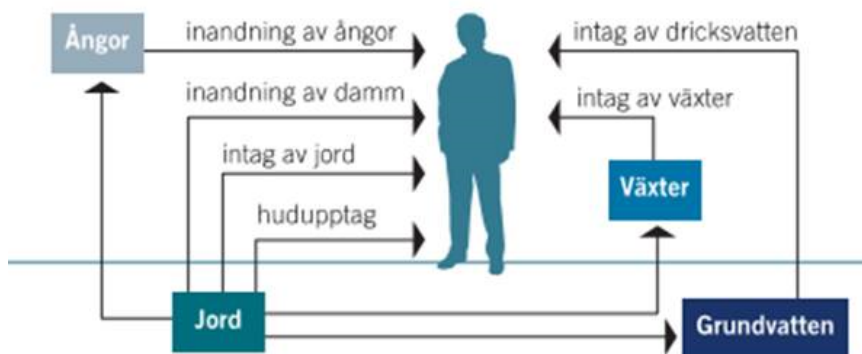 Ångor
inandning av ångor
intag av dricksvatten
inandning av damm
intag av växter
intag av jord
Växter
hudupptag
Jord
Grundvatten